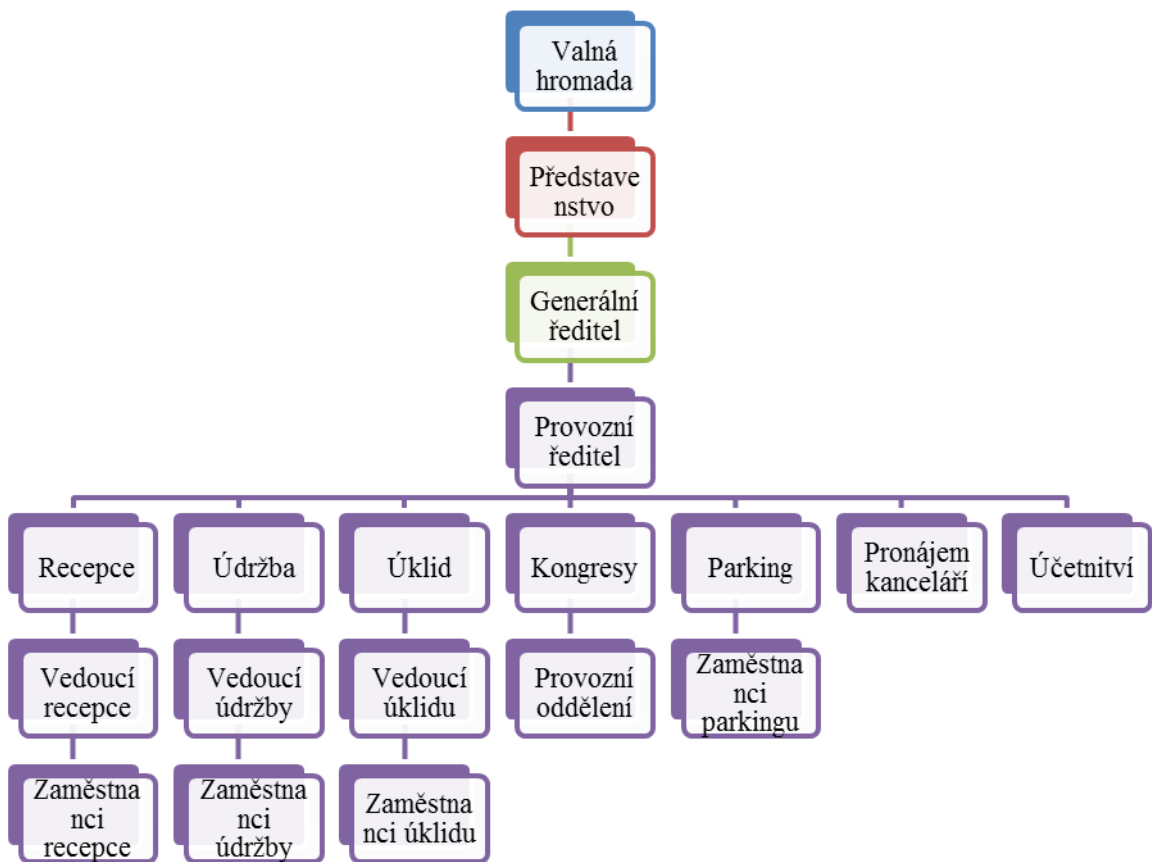 Valná
hromada
Představe
nstvo
Generální
ředitel
Provozní
ředitel
Recepce
Údržba
Úklid
Kongresy
Parking
Pronájem
kanceláří
Účetnitví
Vedoucí
recepce
Vedoucí
údržby
Vedoucí
úklidu
Provozní
oddělení
Zaměstna
nci
parkingu
Zaměstna
nci
recepce
Zaměstna
nci
údržby
Zaměstna
nci úklidu